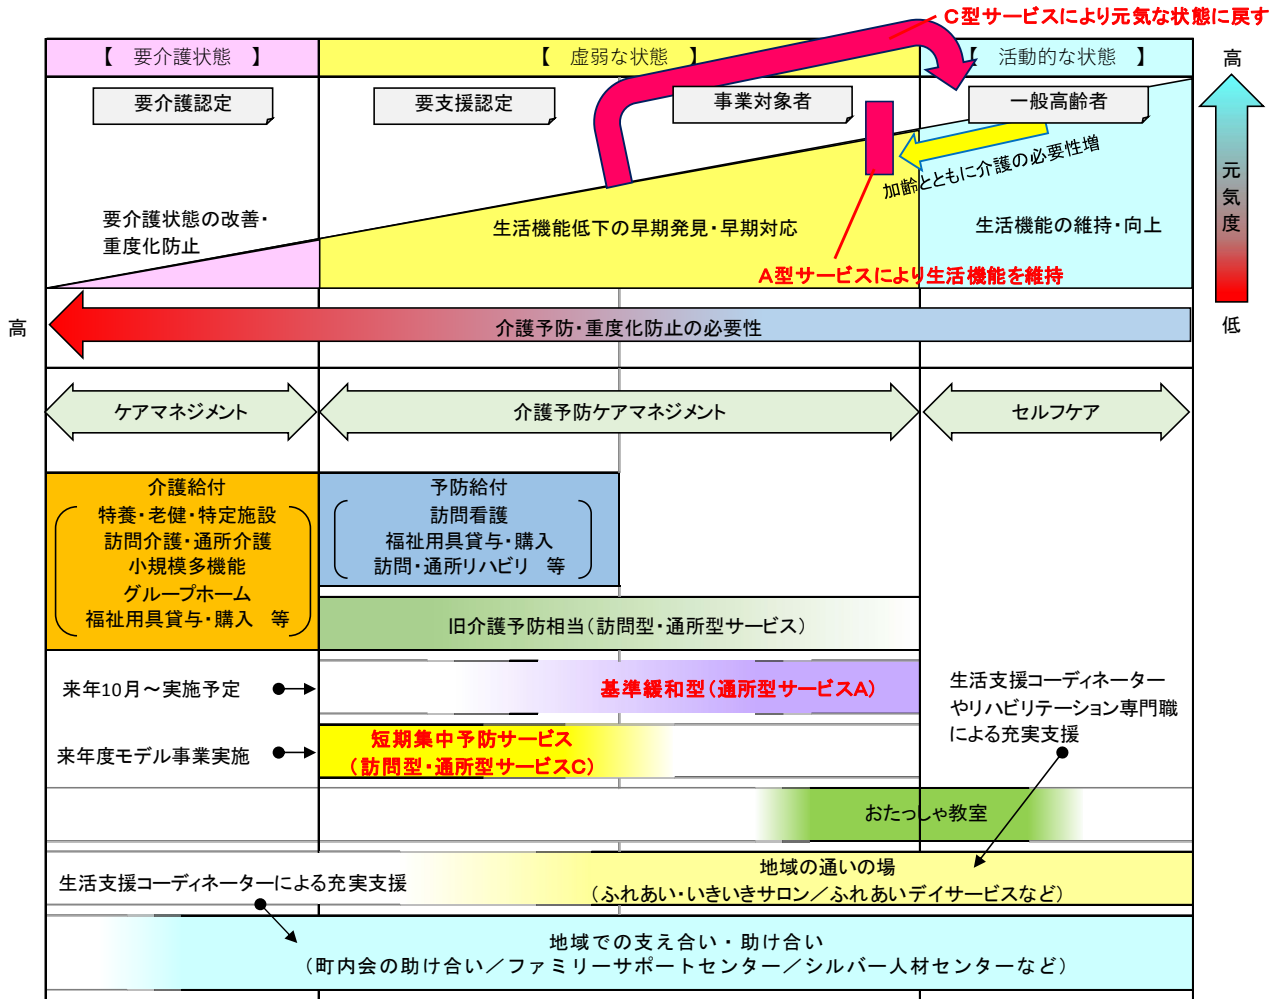 C型サービスにより元気な状態に戻す
【　要介護状態　】
【　虚弱な状態　】
【　活動的な状態　】
高
要介護認定
要支援認定
事業対象者
一般高齢者
加齢とともに介護の必要性増
元気度
要介護状態の改善・
重度化防止
生活機能低下の早期発見・早期対応
生活機能の維持・向上
A型サービスにより生活機能を維持
高
介護予防・重度化防止の必要性
低
ケアマネジメント
介護予防ケアマネジメント
セルフケア
介護給付
特養・老健・特定施設
訪問介護・通所介護
小規模多機能
グループホーム
福祉用具貸与・購入　等
予防給付
訪問看護
福祉用具貸与・購入
訪問・通所リハビリ　等
旧介護予防相当（訪問型・通所型サービス）
来年10月～実施予定
基準緩和型（通所型サービスA）
生活支援コーディネーター
やリハビリテーション専門職
による充実支援
来年度モデル事業実施
短期集中予防サービス
（訪問型・通所型サービスC）
おたっしゃ教室
生活支援コーディネーターによる充実支援
地域の通いの場
（ふれあい・いきいきサロン／ふれあいデイサービスなど）
地域での支え合い・助け合い
（町内会の助け合い／ファミリーサポートセンター／シルバー人材センターなど）